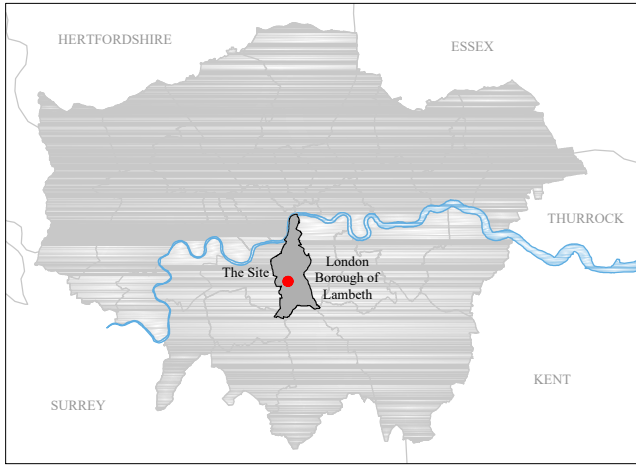 HERTFORDSHIRE
ESSEX
THURROCK
The Site
London
Borough of
Lambeth
KENT
SURREY